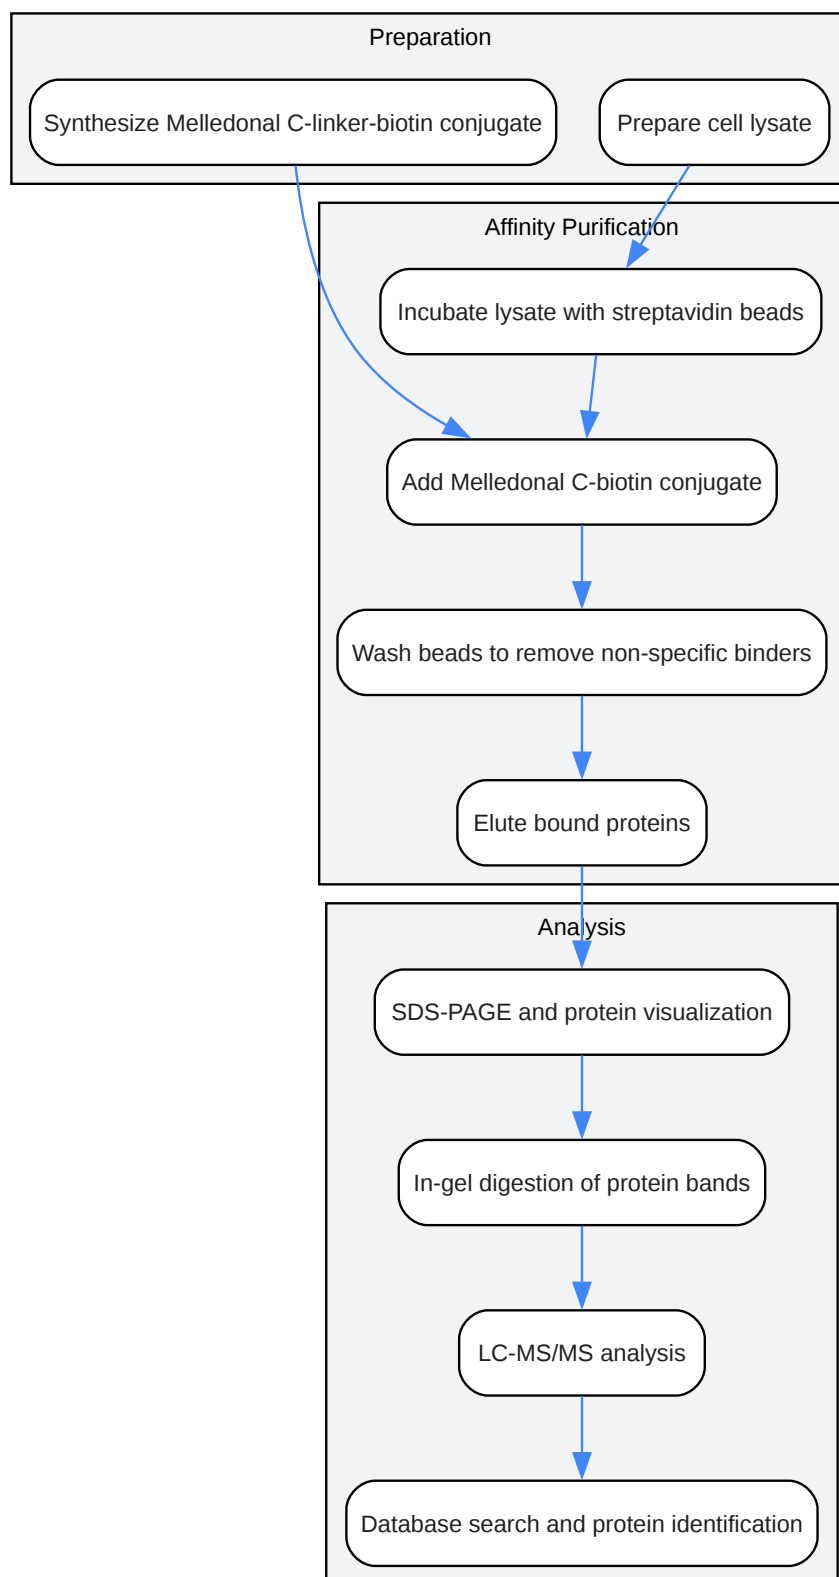 Preparation
Synthesize Melledonal C-linker-biotin conjugate
Prepare cell lysate
Affinity Purification
Incubate lysate with streptavidin beads
Add Melledonal C-biotin conjugate
Wash beads to remove non-specific binders
Elute bound proteins
Analysis
SDS-PAGE and protein visualization
In-gel digestion of protein bands
LC-MS/MS analysis
Database search and protein identification